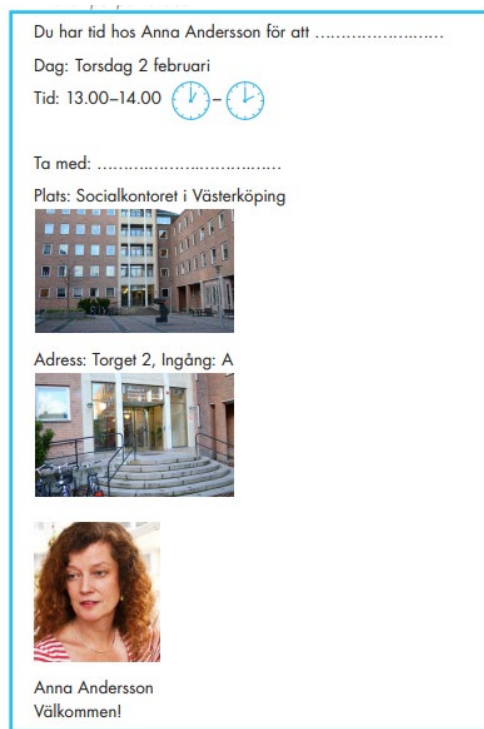 Du har tid hos Anna Andersson för att ........................
Dag: Torsdag 2 februari
Tid: 13.00–14.00 –
Ta med: ..................................
Plats: Socialkontoret i Västerköping
Adress: Torget 2, Ingång: A
Anna Andersson
Välkommen!